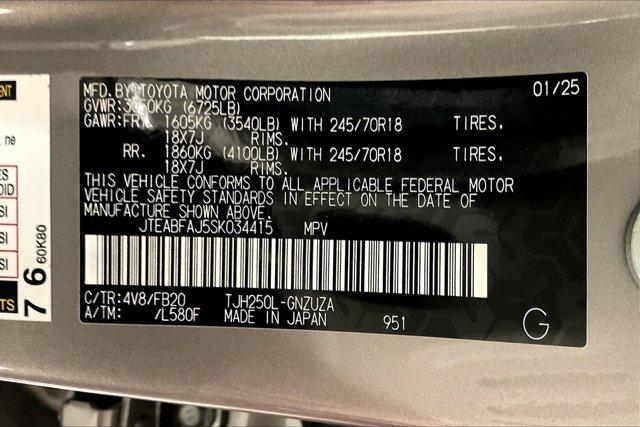 MFD. BY: TOYOTA MOTOR CORPORATION 01/25
(6725LB)
GAWR:FRT. 1605KG (3540LB) WITH 245/70R18 TIRES.
18X7J RIMS.
RR. 1860KG (4100LB) WITH 245/70R18 TIRES.
18X7J RIMS.
THIS VEHICLE CONFORMS TO ALL APPLICABLE FEDERAL MOTOR
VEHICLE SAFETY STANDARDS IN EFFECT ON THE DATE OF
MANUFACTURE SHOWN ABOVE.
JTEABFAJ5SK034415 MPV
C/TR:4V8/FB20 TJH250L-GNZUZA
A/TM: /L580F MADE IN JAPAN 951
G
76 60K80